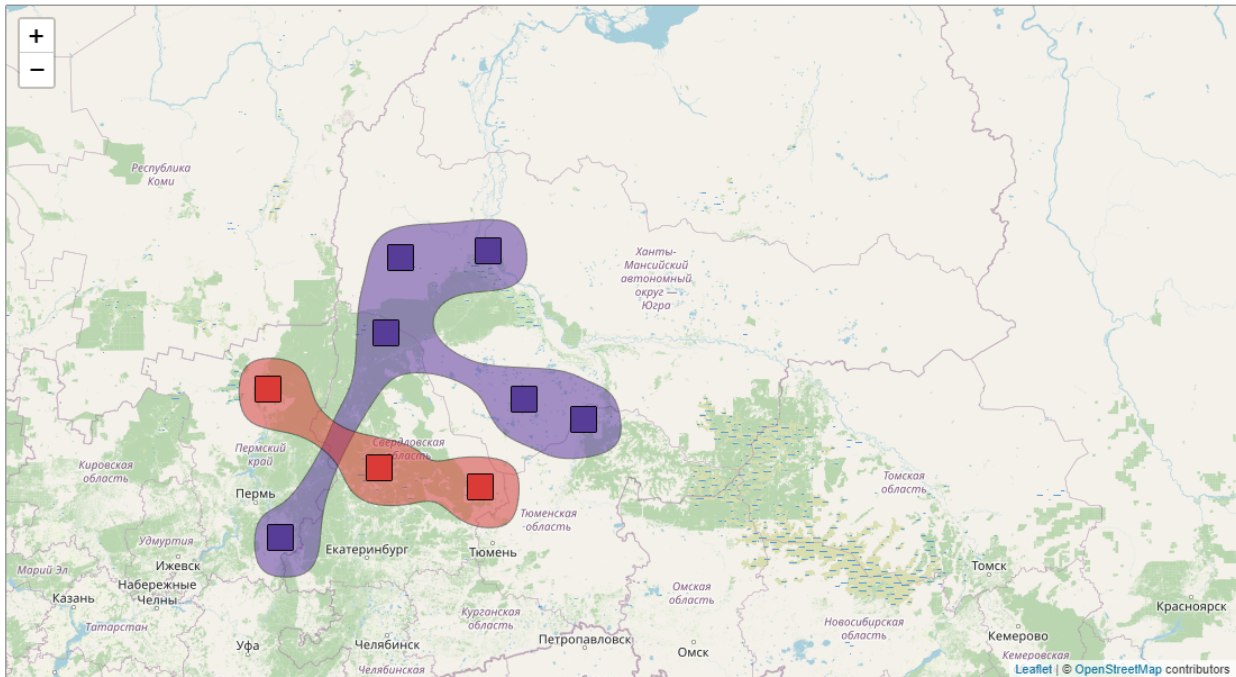 +
−
Республика
Коми
Ханты-
Мансийский
автономный
округ —
Югра
Свердловская
область
Пермский
край
Кировская
область
Пермь
Томская
область
Тюменская
область
Удмуртия
Екатеринбург
Тюмень
Ижевск
Марий Эл
Набережные
Челны
Казань
Омская
область
Томск
Татарстан
Курганская
область
Новосибирская
область
Красноярск
Уфа
Челябинск
Петропавловск
Омск
Кемерово
Челябинская
Кемеровская
Leaflet | © OpenStreetMap contributors